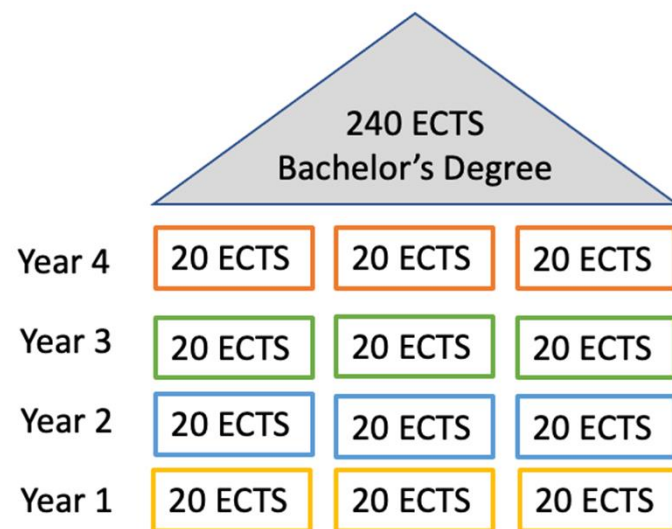 240 ECTS
Bachelor’s Degree
Year 4 20 ECTS 20 ECTS 20 ECTS
Year 3 20 ECTS 20 ECTS 20 ECTS
Year 2 20 ECTS 20 ECTS 20 ECTS
Year 1 20 ECTS 20 ECTS 20 ECTS